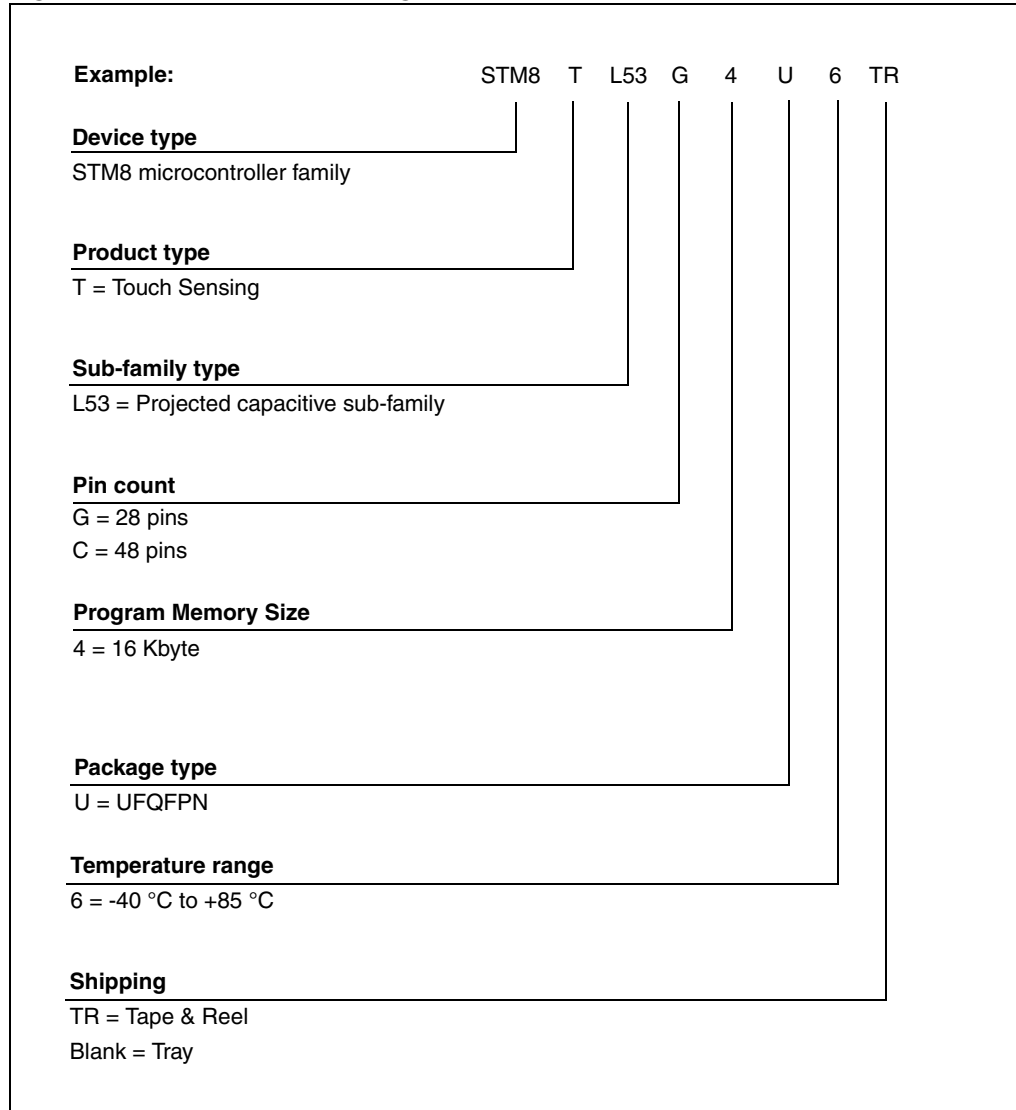 Example: STM8 T L53 G 4 U 6 TR
Device type
STM8 microcontroller family
Product type
T = Touch Sensing
Sub-family type
L53 = Projected capacitive sub-family
Pin count
G = 28 pins
C = 48 pins
Program Memory Size
4 = 16 Kbyte
Package type
U = UFQFPN
Temperature range
6 = -40 °C to +85 °C
Shipping
TR = Tape & Reel
Blank = Tray